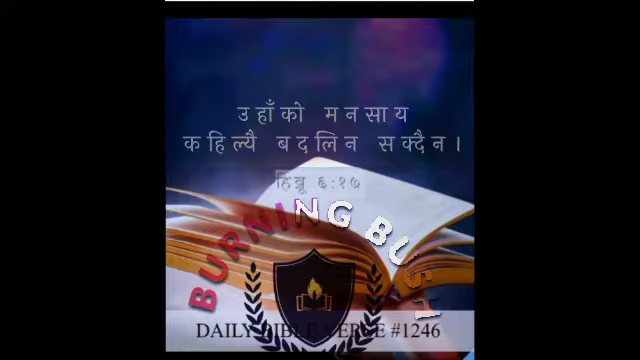 उहाँको मनसाय
कहिल्यै बदलिन सक्दैन।
हिब्रू ६:१७
BURNING BUSH
DAILY BIBLE VERSE #1246